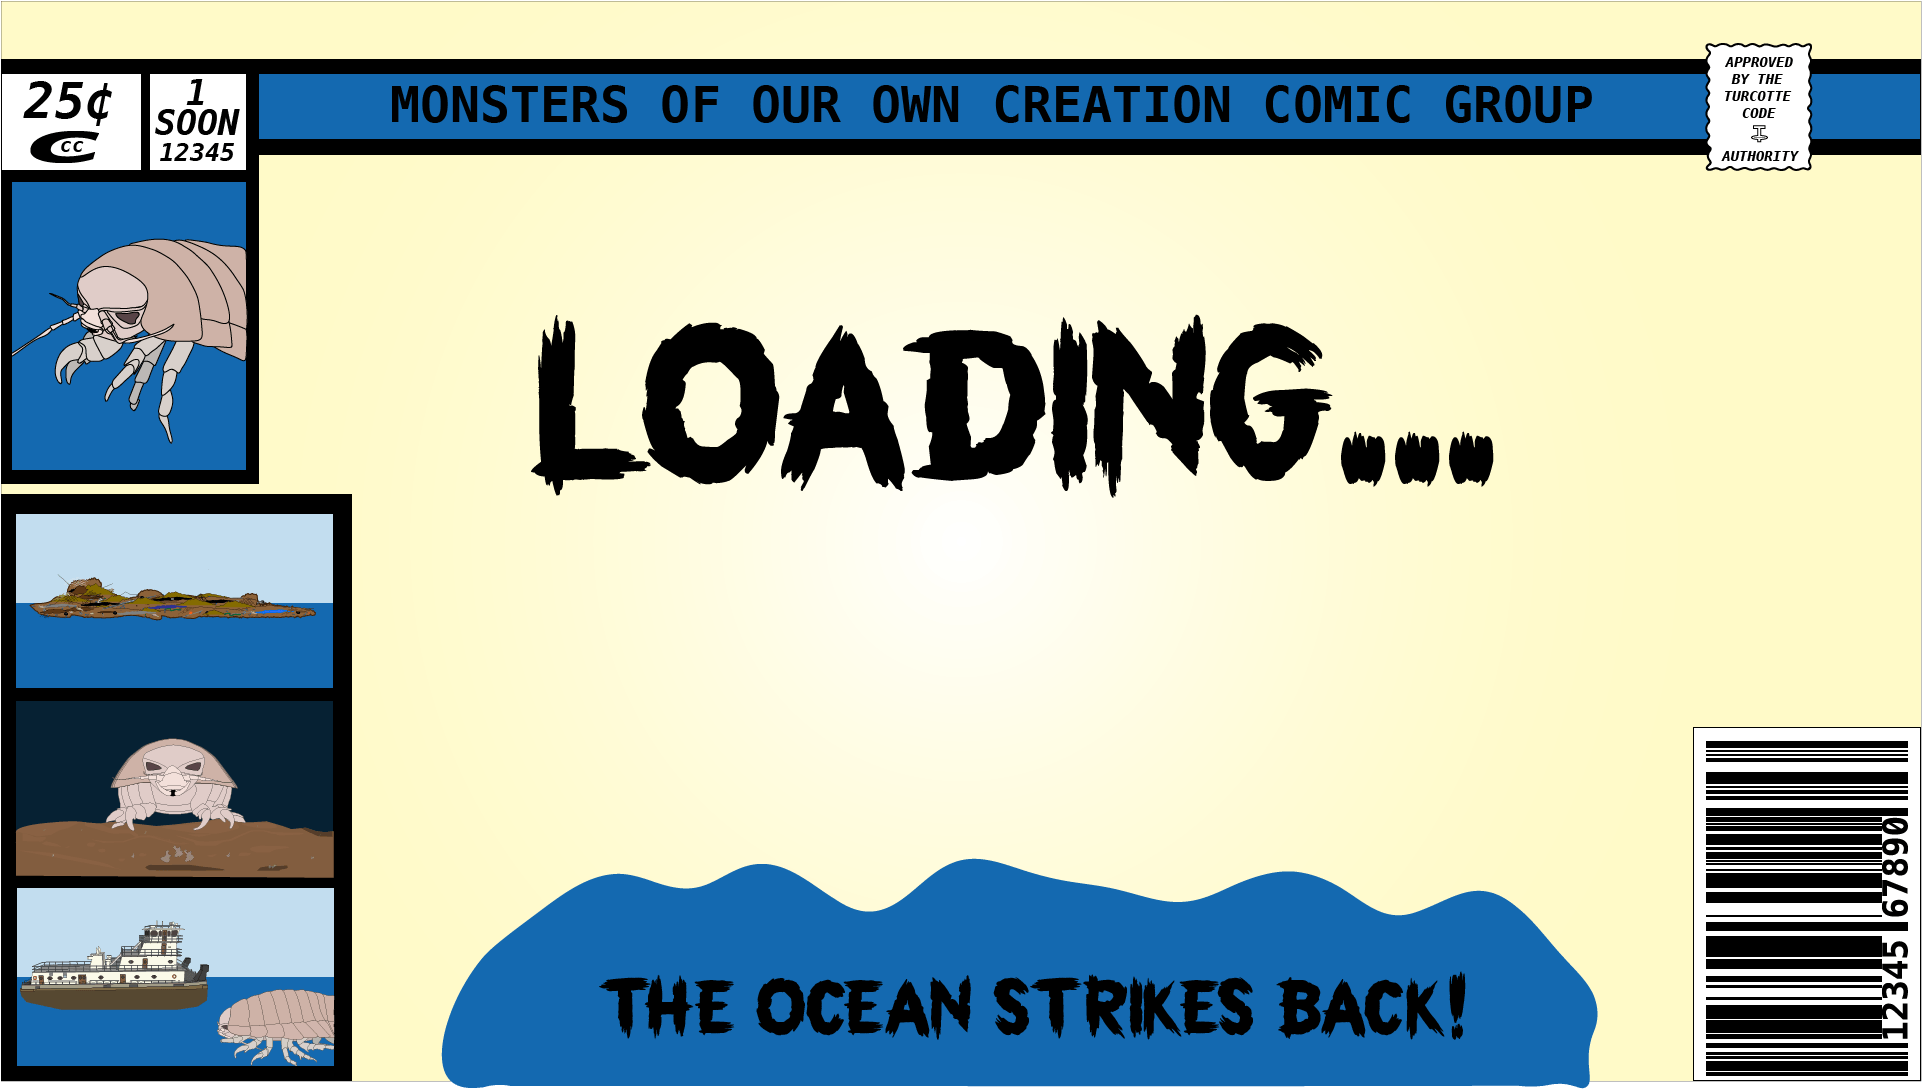 25¢
CC
1
SOON
12345
MONSTERS OF OUR OWN CREATION COMIC GROUP
APPROVED
BY THE
TURCOTTE
CODE
AUTHORITY
LOADING...
THE OCEAN STRIKES BACK!
12345 67890